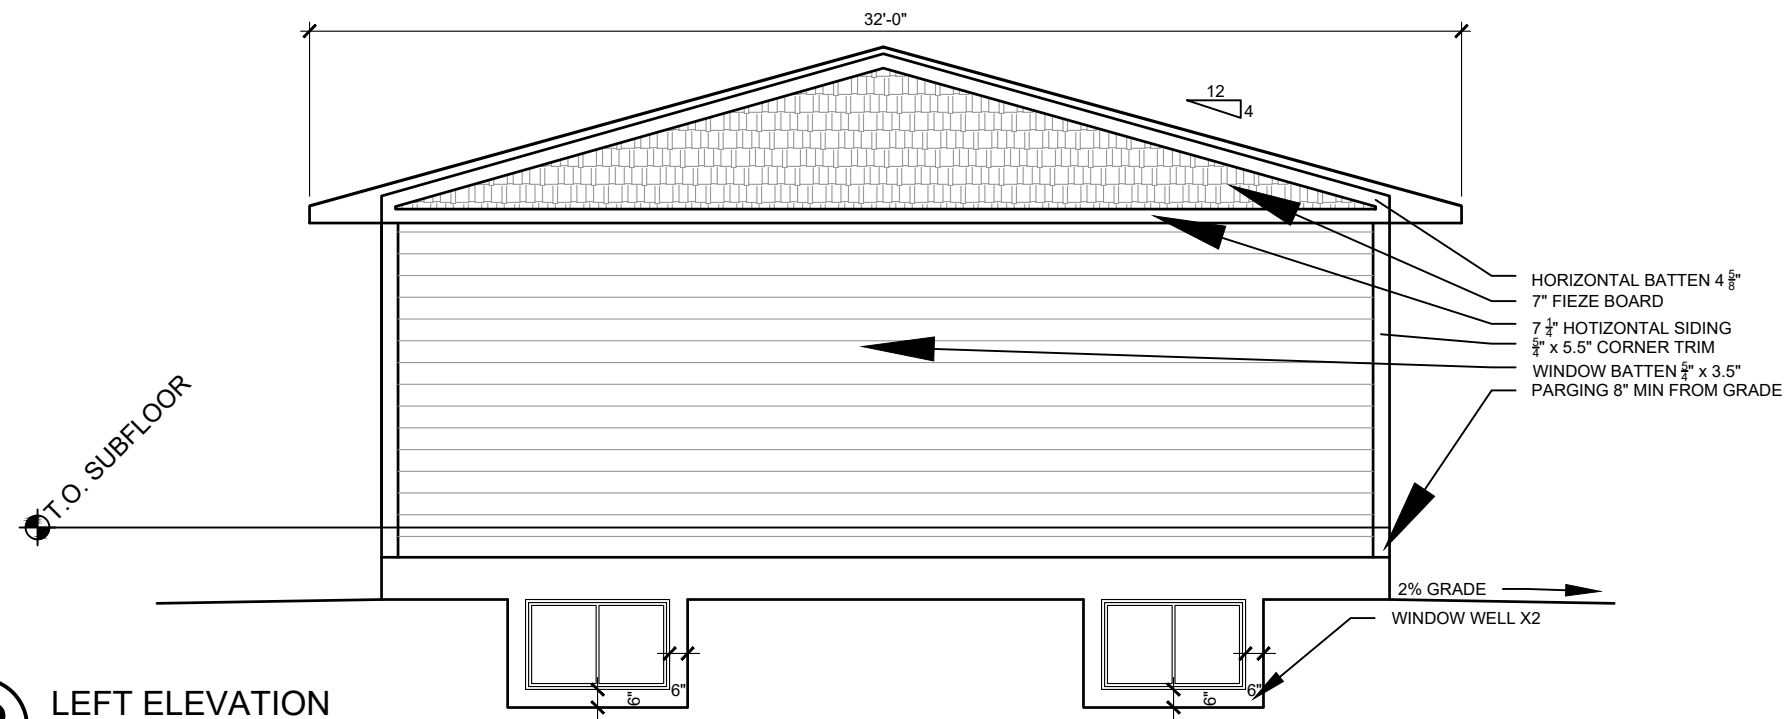 32'-0"
12
4
HORIZONTAL BATTEN 4 5/8"
7" FIEZE BOARD
7 1/4" HOTIZONTAL SIDING
5/4" x 5.5" CORNER TRIM
WINDOW BATTEN 5/4" x 3.5"
PARGING 8" MIN FROM GRADE
T.O. SUBFLOOR
2% GRADE
WINDOW WELL X2
6"
6"
6"
6"
LEFT ELEVATION